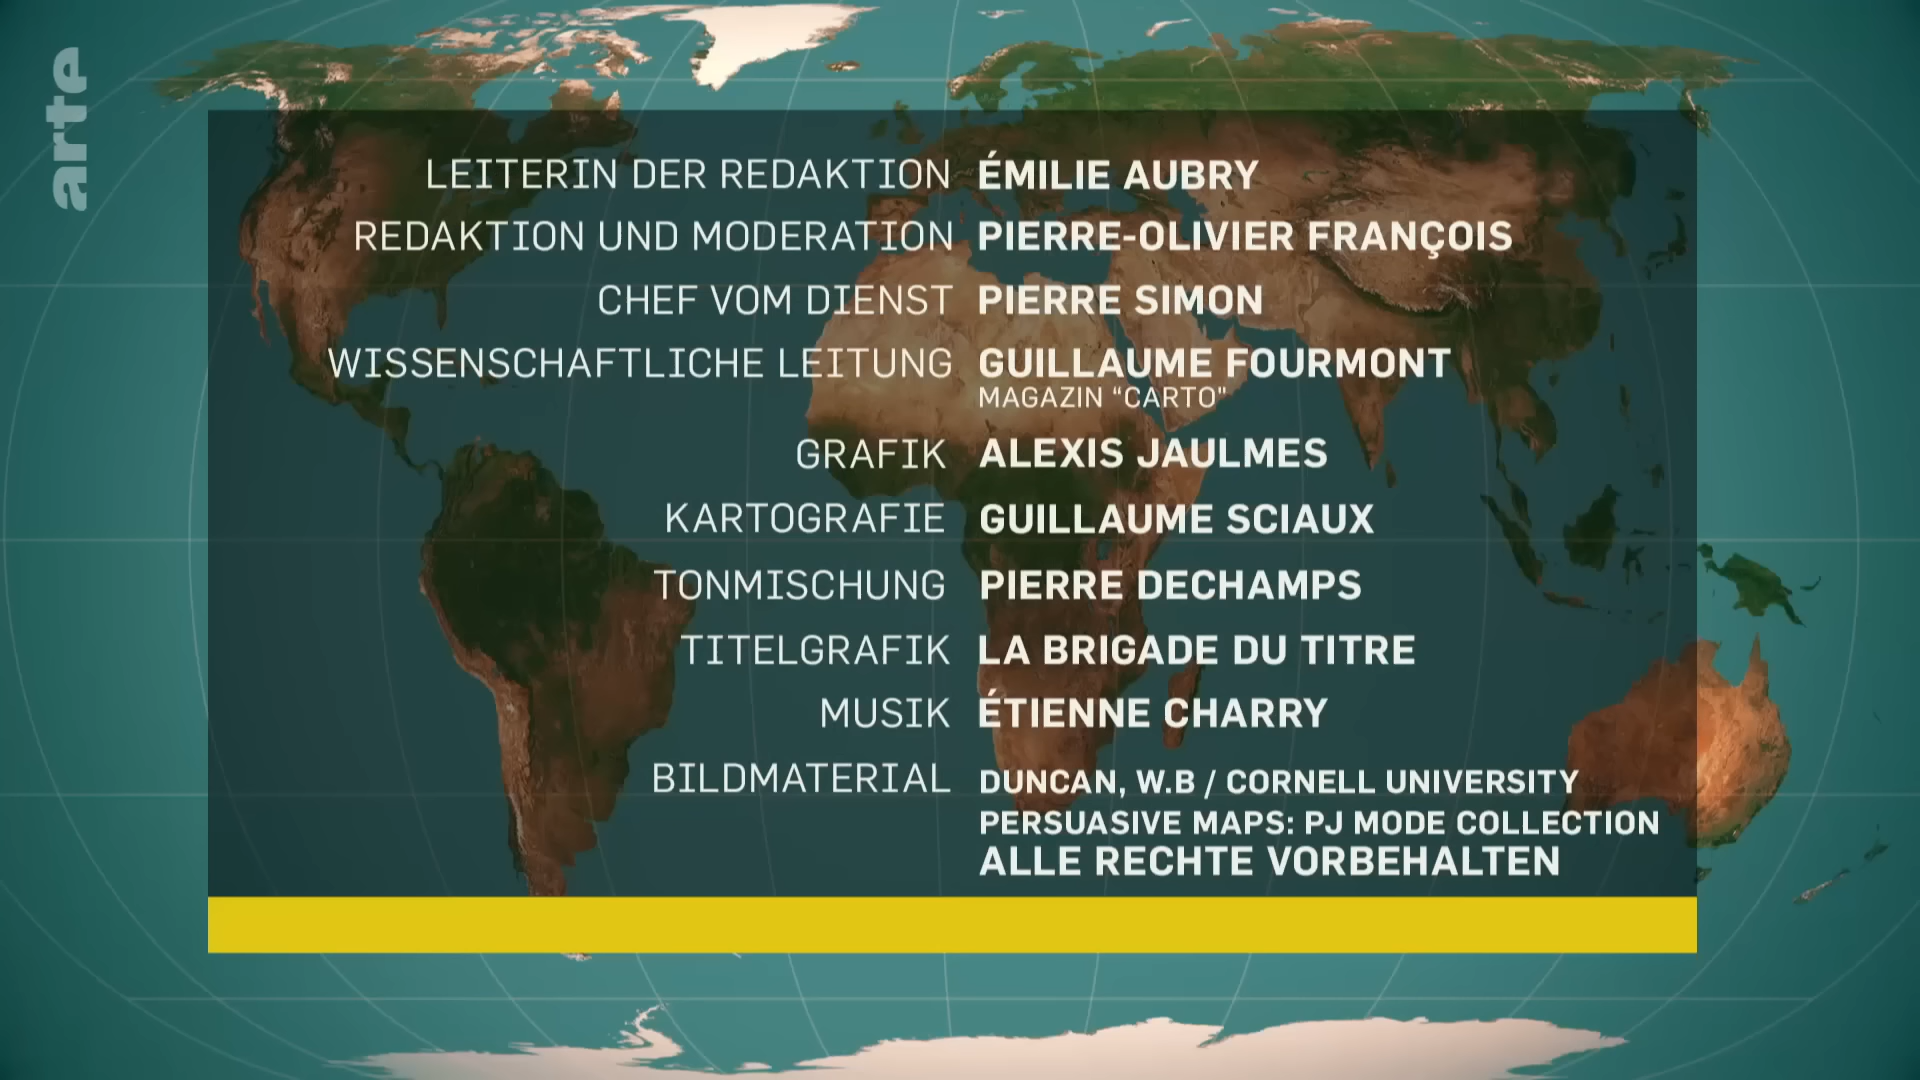 arte
LEITERIN DER REDAKTION ÉMILIE AUBRY
REDAKTION UND MODERATION PIERRE-OLIVIER FRANÇOIS
CHEF VOM DIENST PIERRE SIMON
WISSENSCHAFTLICHE LEITUNG GUILLAUME FOURMONT
MAGAZIN “CARTO"
GRAFIK ALEXIS JAULMES
KARTOGRAFIE GUILLAUME SCIAUX
TONMISCHUNG PIERRE DECHAMPS
TITELGRAFIK LA BRIGADE DU TITRE
MUSIK ÉTIENNE CHARRY
BILDMATERIAL DUNCAN, W.B / CORNELL UNIVERSITY
PERSUASIVE MAPS: PJ MODE COLLECTION
ALLE RECHTE VORBEHALTEN